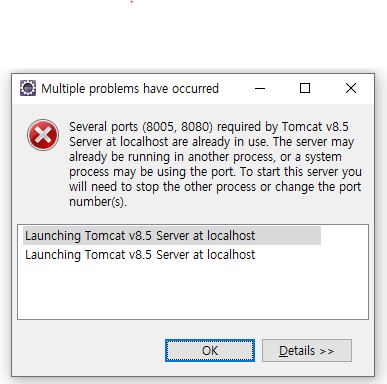 Multiple problems have occurred
Several ports (8005, 8080) required by Tomcat v8.5
Server at localhost are already in use. The server may
already be running in another process, or a system
process may be using the port. To start this server you
will need to stop the other process or change the port
number(s).
Launching Tomcat v8.5 Server at localhost
Launching Tomcat v8.5 Server at localhost
OK
Details >>